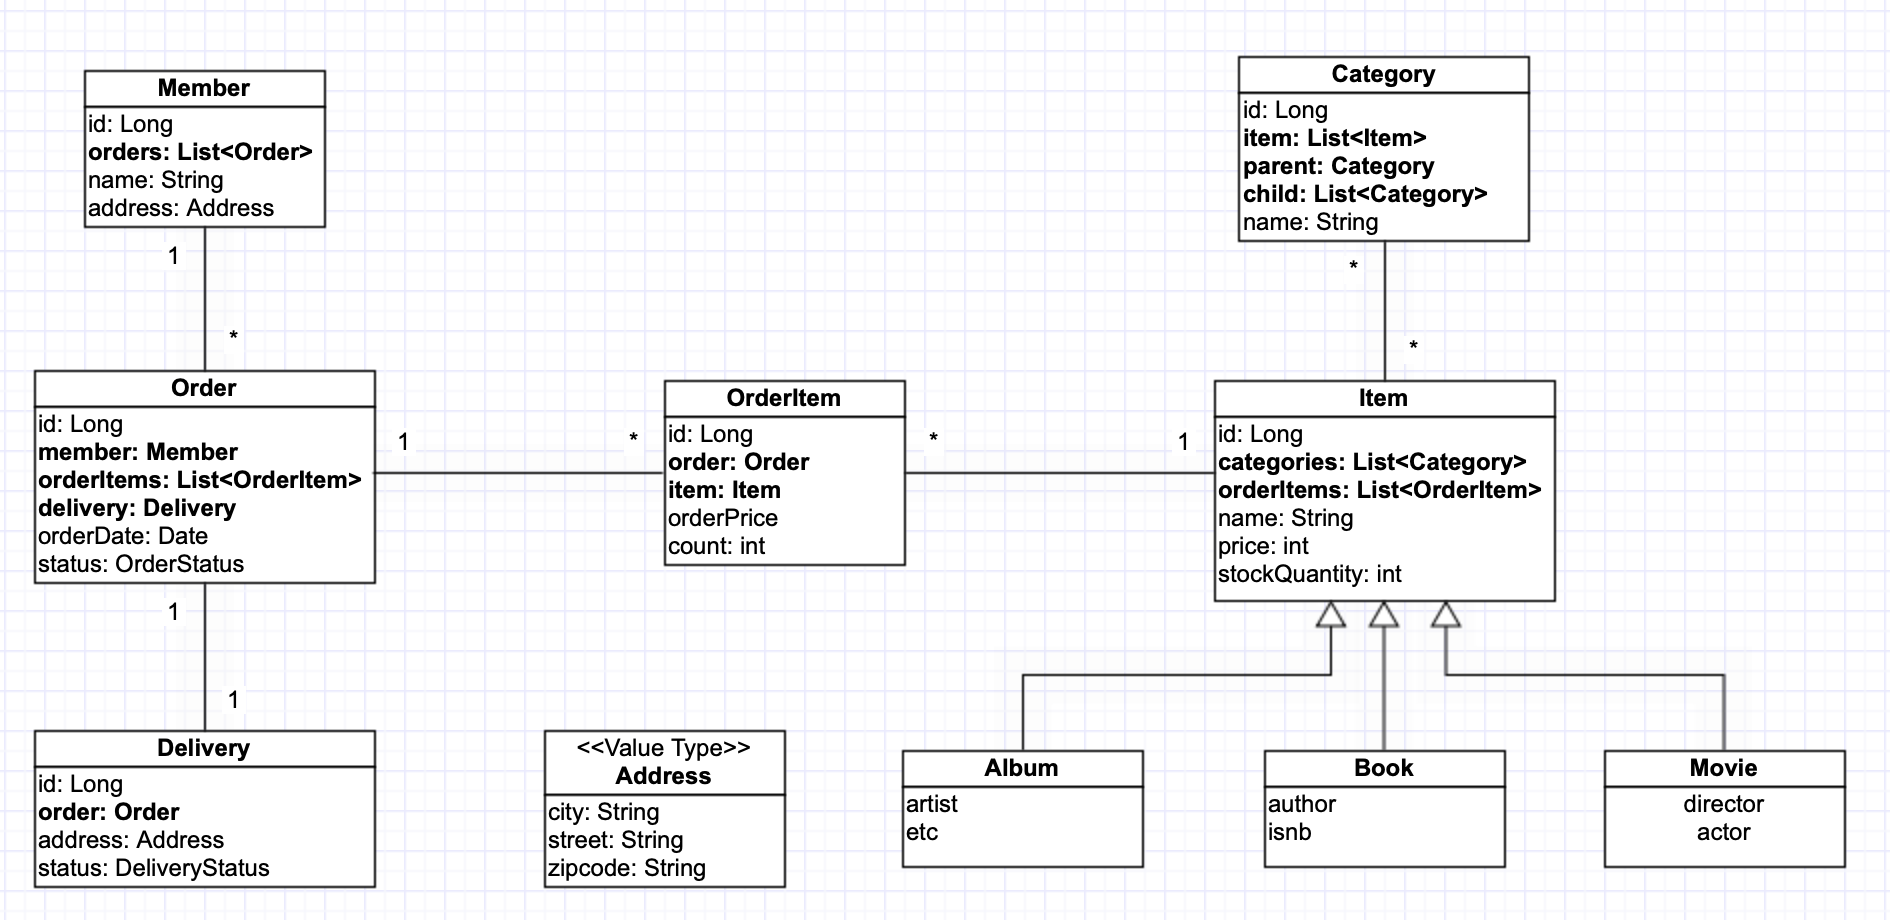 Member
id: Long
orders: List<Order>
name: String
address: Address
Category
id: Long
item: List<Item>
parent: Category
child: List<Category>
name: String
1
*
*
*
Order
id: Long
member: Member
orderItems: List<OrderItem>
delivery: Delivery
orderDate: Date
status: OrderStatus
1
*
OrderItem
id: Long
order: Order
item: Item
orderPrice
count: int
*
1
Item
id: Long
categories: List<Category>
orderItems: List<OrderItem>
name: String
price: int
stockQuantity: int
1
1
Delivery
id: Long
order: Order
address: Address
status: DeliveryStatus
<<Value Type>>
Address
city: String
street: String
zipcode: String
Album
artist
etc
Book
author
isnb
Movie
director
actor